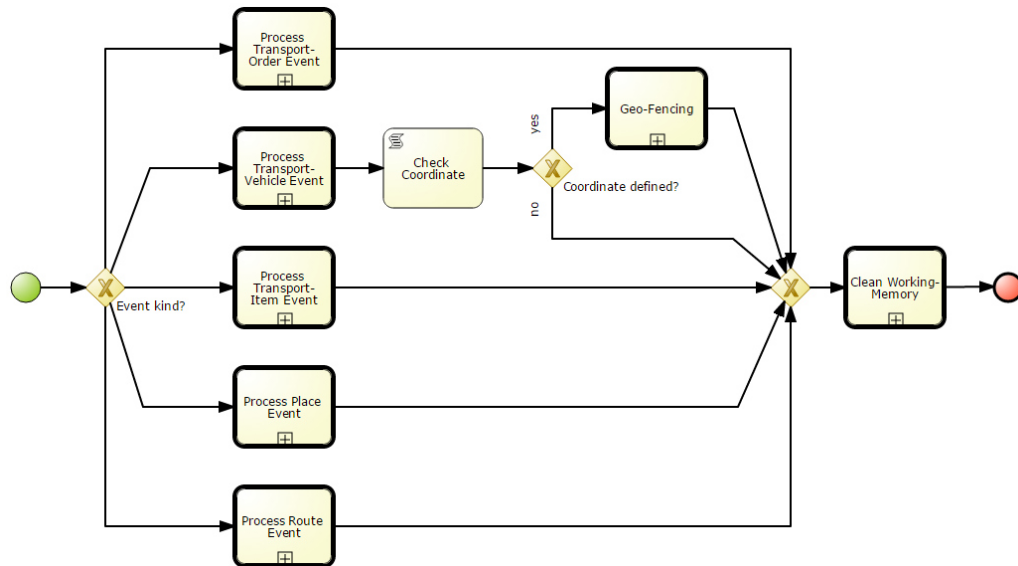 Process
Transport-
Order Event
Process
Transport-
Vehicle Event
Check
Coordinate
yes
no
Coordinate defined?
Geo-Fencing
Event kind?
Process
Transport-
Item Event
Clean Working-
Memory
Process Place
Event
Process Route
Event